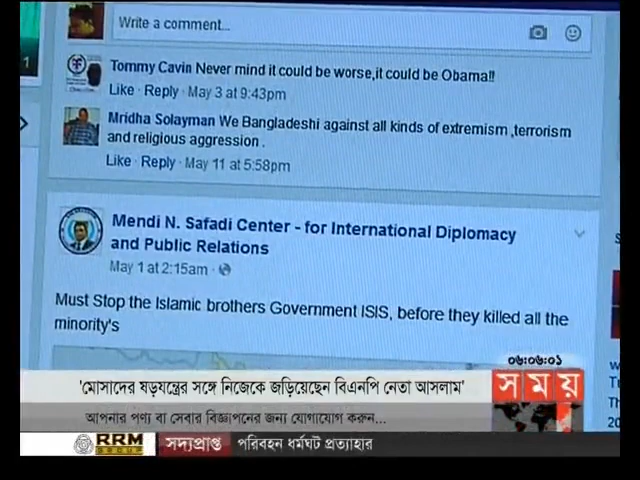 Write a comment...
Tommy Cavin Never mind it could be worse,it could be Obama!!
Like · Reply · May 3 at 9:43pm
Mridha Solayman We Bangladeshi against all kinds of extremism ,terrorism
and religious aggression .
Like · Reply · May 11 at 5:58pm
Mendi N. Safadi Center - for International Diplomacy
and Public Relations
May 1 at 2:15am ·
Must Stop the Islamic brothers Government ISIS, before they killed all the
minority's
০৬:০৬:০১
'মোসাদের ষড়যন্ত্রের সঙ্গে নিজেকে জড়িয়েছেন বিএনপি নেতা আসলাম'
সময়
আপনার পণ্য বা সেবার বিজ্ঞাপনের জন্য যোগাযোগ করুন...
RRM
GROUP
সদ্যপ্রাপ্ত পরিবহন ধর্মঘট প্রত্যাহার